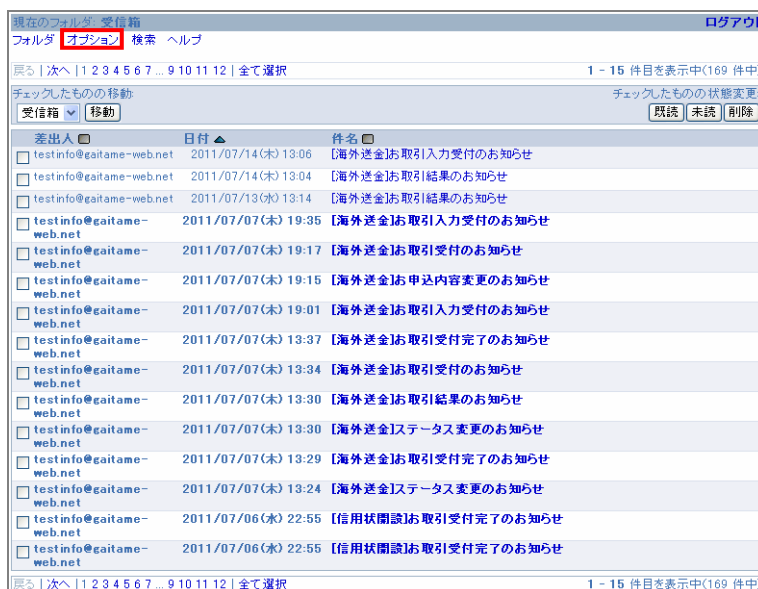 現在のフォルダ: 受信箱 ログアウト
フォルダ オプション 検索 ヘルプ
戻る | 次へ | 1 2 3 4 5 6 7 ... 9 10 11 12 | 全て選択 1 - 15 件目を表示中(169 件中)
チェックしたものの移動: チェックしたものの状態変更:
受信箱 移動 既読 未読 削除
差出人 日付 件名
testinfo@gaitame-web.net 2011/07/14(木) 13:06 [海外送金]お取引入力受付のお知らせ
testinfo@gaitame-web.net 2011/07/14(木) 13:04 [海外送金]お取引結果のお知らせ
testinfo@gaitame-web.net 2011/07/13(水) 13:14 [海外送金]お取引結果のお知らせ
testinfo@gaitame- 2011/07/07(木) 19:35 [海外送金]お取引入力受付のお知らせ
web.net
testinfo@gaitame- 2011/07/07(木) 19:17 [海外送金]お取引受付のお知らせ
web.net
testinfo@gaitame- 2011/07/07(木) 19:15 [海外送金]お申込内容変更のお知らせ
web.net
testinfo@gaitame- 2011/07/07(木) 19:01 [海外送金]お取引入力受付のお知らせ
web.net
testinfo@gaitame- 2011/07/07(木) 13:37 [海外送金]お取引受付完了のお知らせ
web.net
testinfo@gaitame- 2011/07/07(木) 13:34 [海外送金]お取引受付のお知らせ
web.net
testinfo@gaitame- 2011/07/07(木) 13:30 [海外送金]お取引結果のお知らせ
web.net
testinfo@gaitame- 2011/07/07(木) 13:30 [海外送金]ステータス変更のお知らせ
web.net
testinfo@gaitame- 2011/07/07(木) 13:29 [海外送金]お取引受付完了のお知らせ
web.net
testinfo@gaitame- 2011/07/07(木) 13:24 [海外送金]ステータス変更のお知らせ
web.net
testinfo@gaitame- 2011/07/06(水) 22:55 [信用状開設]お取引受付完了のお知らせ
web.net
testinfo@gaitame- 2011/07/06(水) 22:55 [信用状開設]お取引受付完了のお知らせ
web.net
戻る | 次へ | 1 2 3 4 5 6 7 ... 9 10 11 12 | 全て選択 1 - 15 件目を表示中(169 件中)